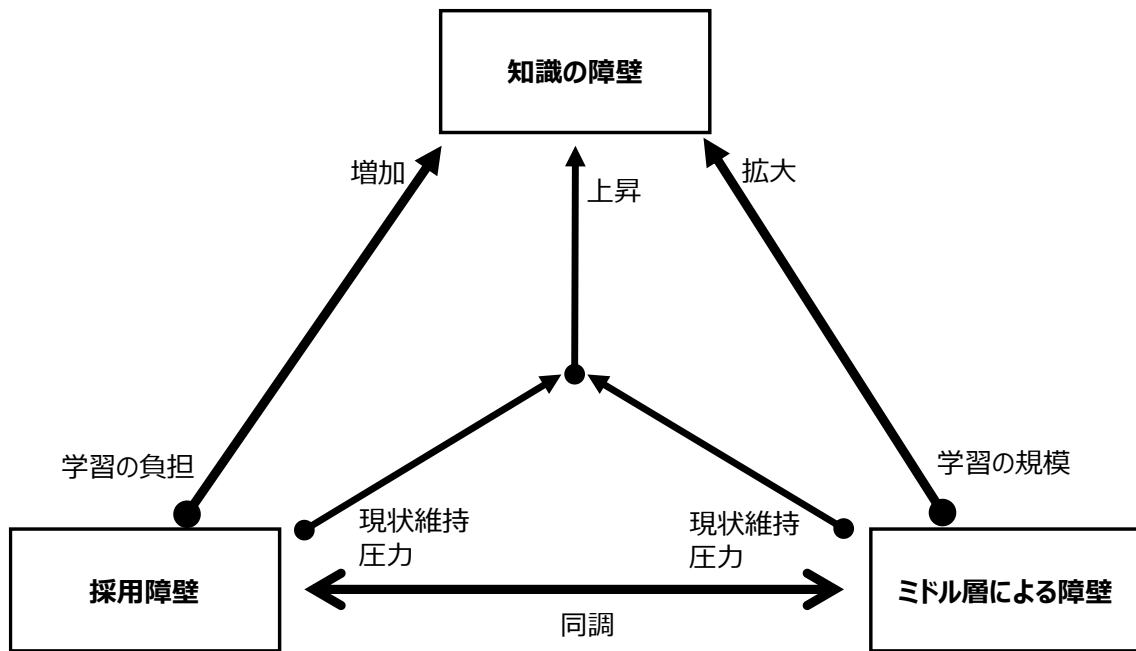 知識の障壁
増加
拡大
上昇
学習の負担
学習の規模
現状維持
圧力
現状維持
圧力
採用障壁
ミドル層による障壁
同調